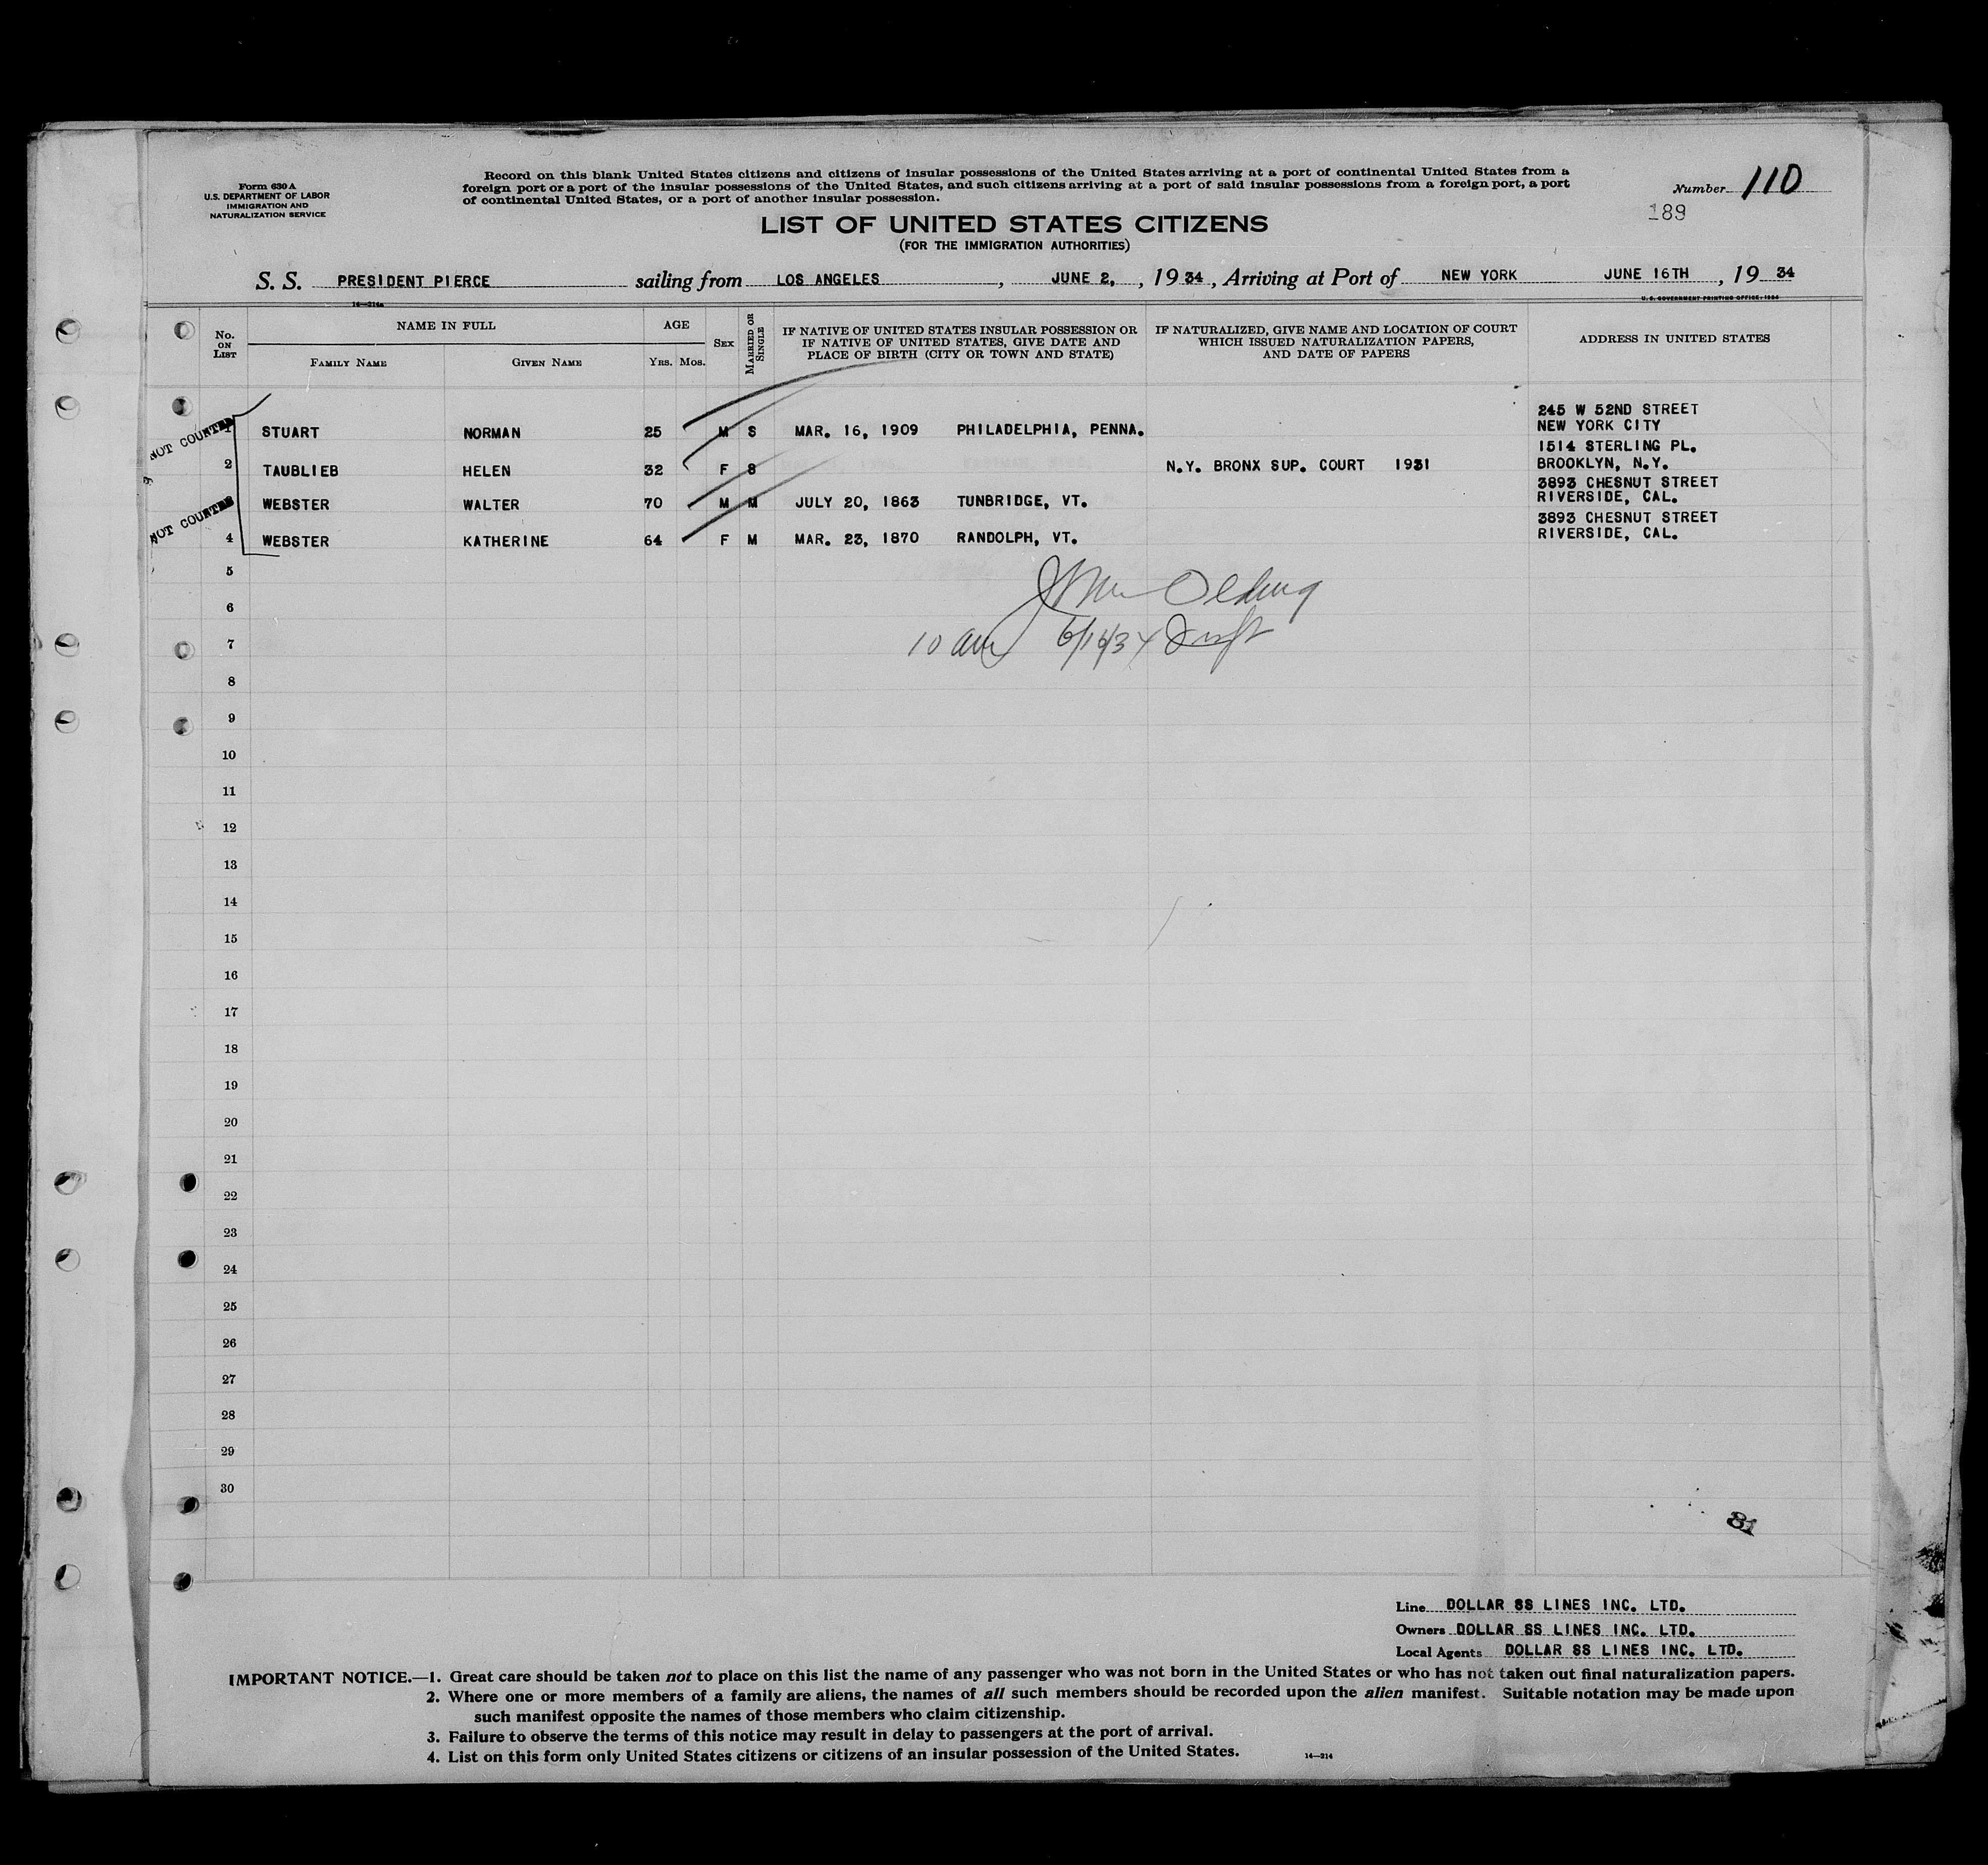 Form 630 A
U.S. DEPARTMENT OF LABOR
IMMIGRATION AND
NATURALIZATION SERVICE
Record on this blank United States citizens and citizens of insular possessions of the United States arriving at a port of continental United States from a
foreign port or a port of the insular possessions of the United States, and such citizens arriving at a port of said insular possessions from a foreign port, a port
of continental United States, or a port of another insular possession.
Number 110
189
LIST OF UNITED STATES CITIZENS
(FOR THE IMMIGRATION AUTHORITIES)
S. S. PRESIDENT PIERCE sailing from LOS ANGELES, JUNE 2, , 19 34, Arriving at Port of NEW YORK JUNE 16TH, 19 34
14—214a
U. S. GOVERNMENT PRINTING OFFICE: 1934
No. ON LIST
NAME IN FULL
FAMILY NAME GIVEN NAME
AGE
YRS. MOS.
SEX
MARRIED OR SINGLE
IF NATIVE OF UNITED STATES INSULAR POSSESSION OR
IF NATIVE OF UNITED STATES, GIVE DATE AND
PLACE OF BIRTH (CITY OR TOWN AND STATE)
IF NATURALIZED, GIVE NAME AND LOCATION OF COURT
WHICH ISSUED NATURALIZATION PAPERS,
AND DATE OF PAPERS
ADDRESS IN UNITED STATES
NOT COUNTED
1 STUART NORMAN 25 M S MAR. 16, 1909 PHILADELPHIA, PENNA. 245 W 52ND STREET
NEW YORK CITY
2 TAUBLIEB HELEN 32 F S N.Y. BRONX SUP. COURT 1931 1514 STERLING PL.
BROOKLYN, N.Y.
NOT COUNTED
3 WEBSTER WALTER 70 M M JULY 20, 1863 TUNBRIDGE, VT. 3893 CHESNUT STREET
RIVERSIDE, CAL.
4 WEBSTER KATHERINE 64 F M MAR. 23, 1870 RANDOLPH, VT. 3893 CHESNUT STREET
RIVERSIDE, CAL.
5
6
7 10 am 6/16/34
8
9
10
11
12
13
14
15
16
17
18
19
20
21
22
23
24
25
26
27
28
29
30
81
Line DOLLAR SS LINES INC. LTD.
Owners DOLLAR SS LINES INC. LTD.
Local Agents DOLLAR SS LINES INC. LTD.
IMPORTANT NOTICE.—1. Great care should be taken not to place on this list the name of any passenger who was not born in the United States or who has not taken out final naturalization papers.
2. Where one or more members of a family are aliens, the names of all such members should be recorded upon the alien manifest. Suitable notation may be made upon
such manifest opposite the names of those members who claim citizenship.
3. Failure to observe the terms of this notice may result in delay to passengers at the port of arrival.
4. List on this form only United States citizens or citizens of an insular possession of the United States.
14—214